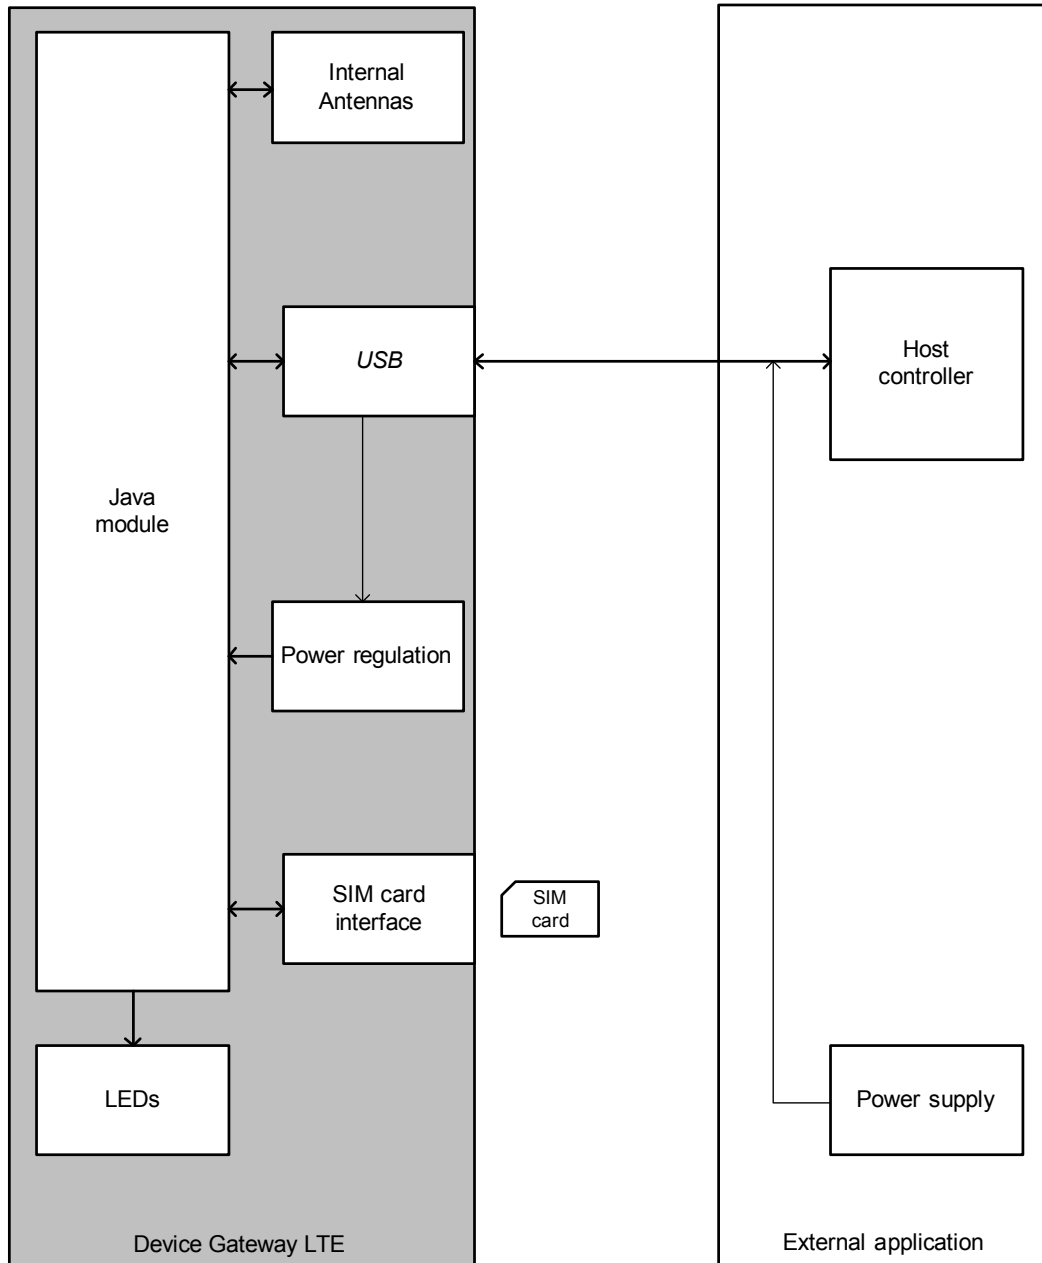 Internal
Antennas
USB
Host
controller
Java
module
Power regulation
SIM card
interface
SIM
card
LEDs
Power supply
Device Gateway LTE
External application